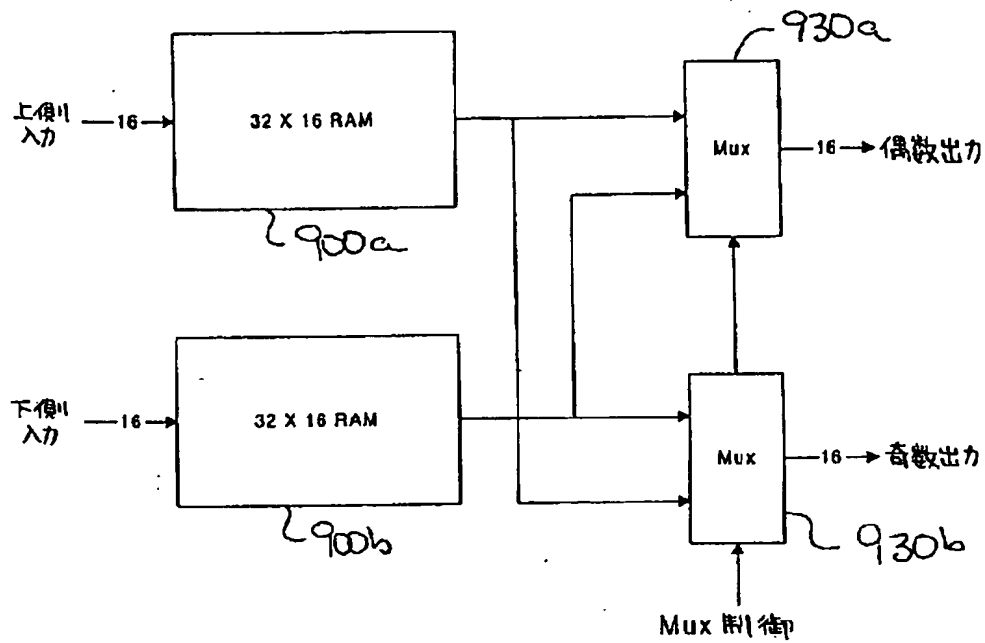 930a
上側
入力
16
32 X 16 RAM
Mux
16
偶数出力
900a
下側
入力
16
32 X 16 RAM
Mux
16
奇数出力
900b
930b
Mux 制御